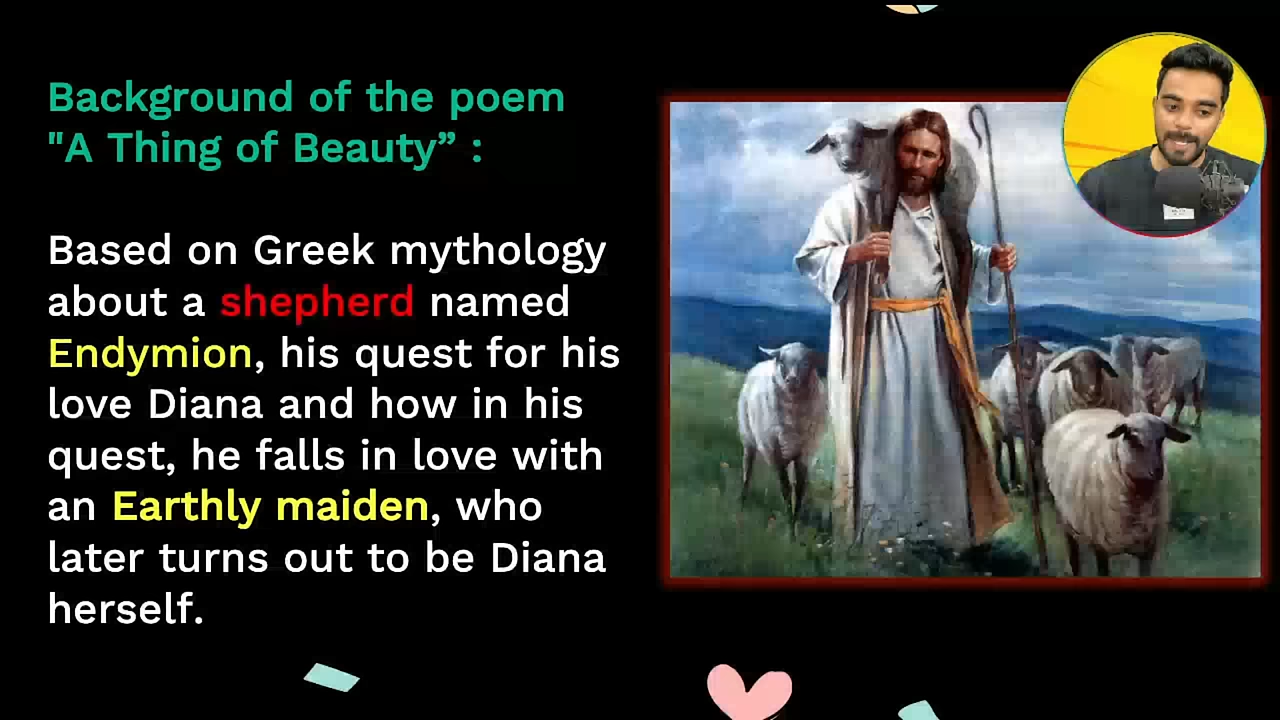 Background of the poem
"A Thing of Beauty” :
Based on Greek mythology
about a shepherd named
Endymion, his quest for his
love Diana and how in his
quest, he falls in love with
an Earthly maiden, who
later turns out to be Diana
herself.